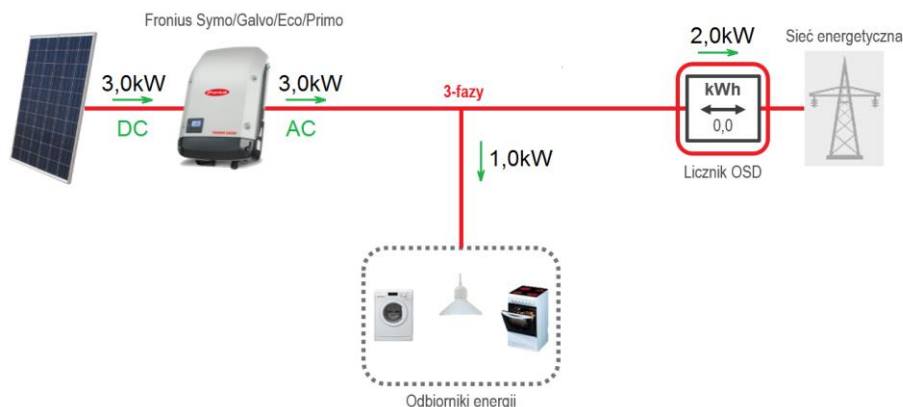 Fronius Symo/Galvo/Eco/Primo
3,0kW
DC
3,0kW
AC
3-fazy
1,0kW
2,0kW
kWh
0,0
Licznik OSD
Sieć energetyczna
Odbiorniki energii